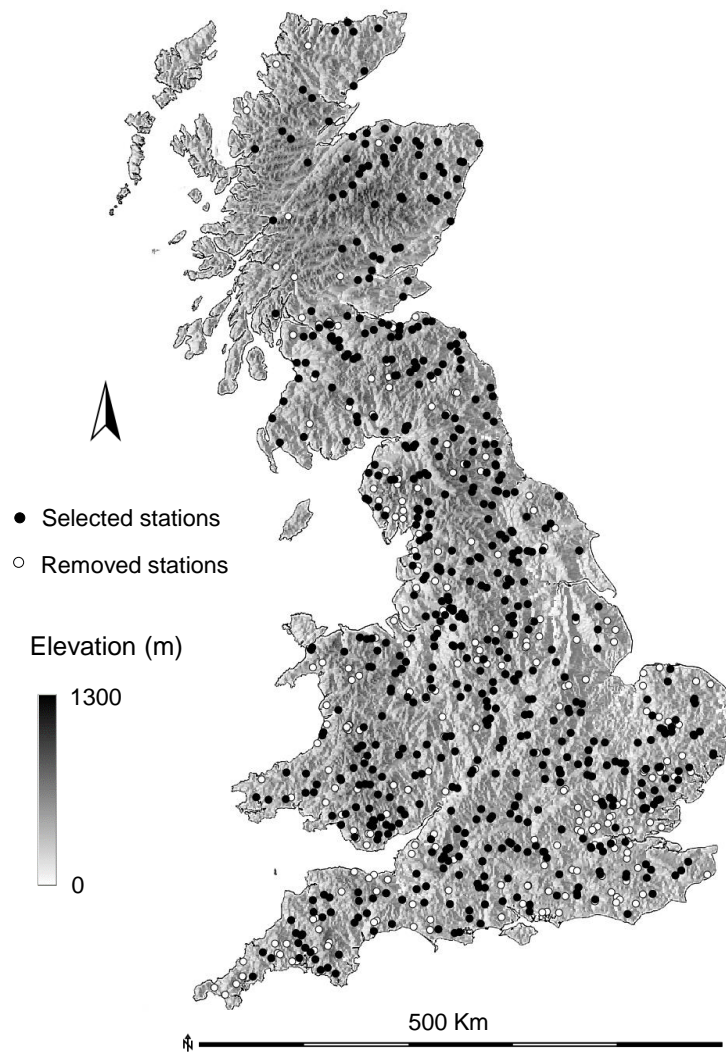 Selected stations
Removed stations
Elevation (m)
1300
0
500 Km
N